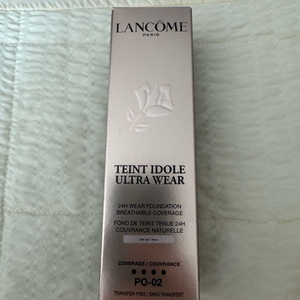 LANCÔME
PARIS
TEINT IDOLE
ULTRA WEAR
24H WEAR FOUNDATION
BREATHABLE COVERAGE
FOND DE TEINT TENUE 24H
COUVRANCE NATURELLE
COVERAGE / COUVRANCE
PO-02
TRANSFER-FREE / SANS TRANSFERT